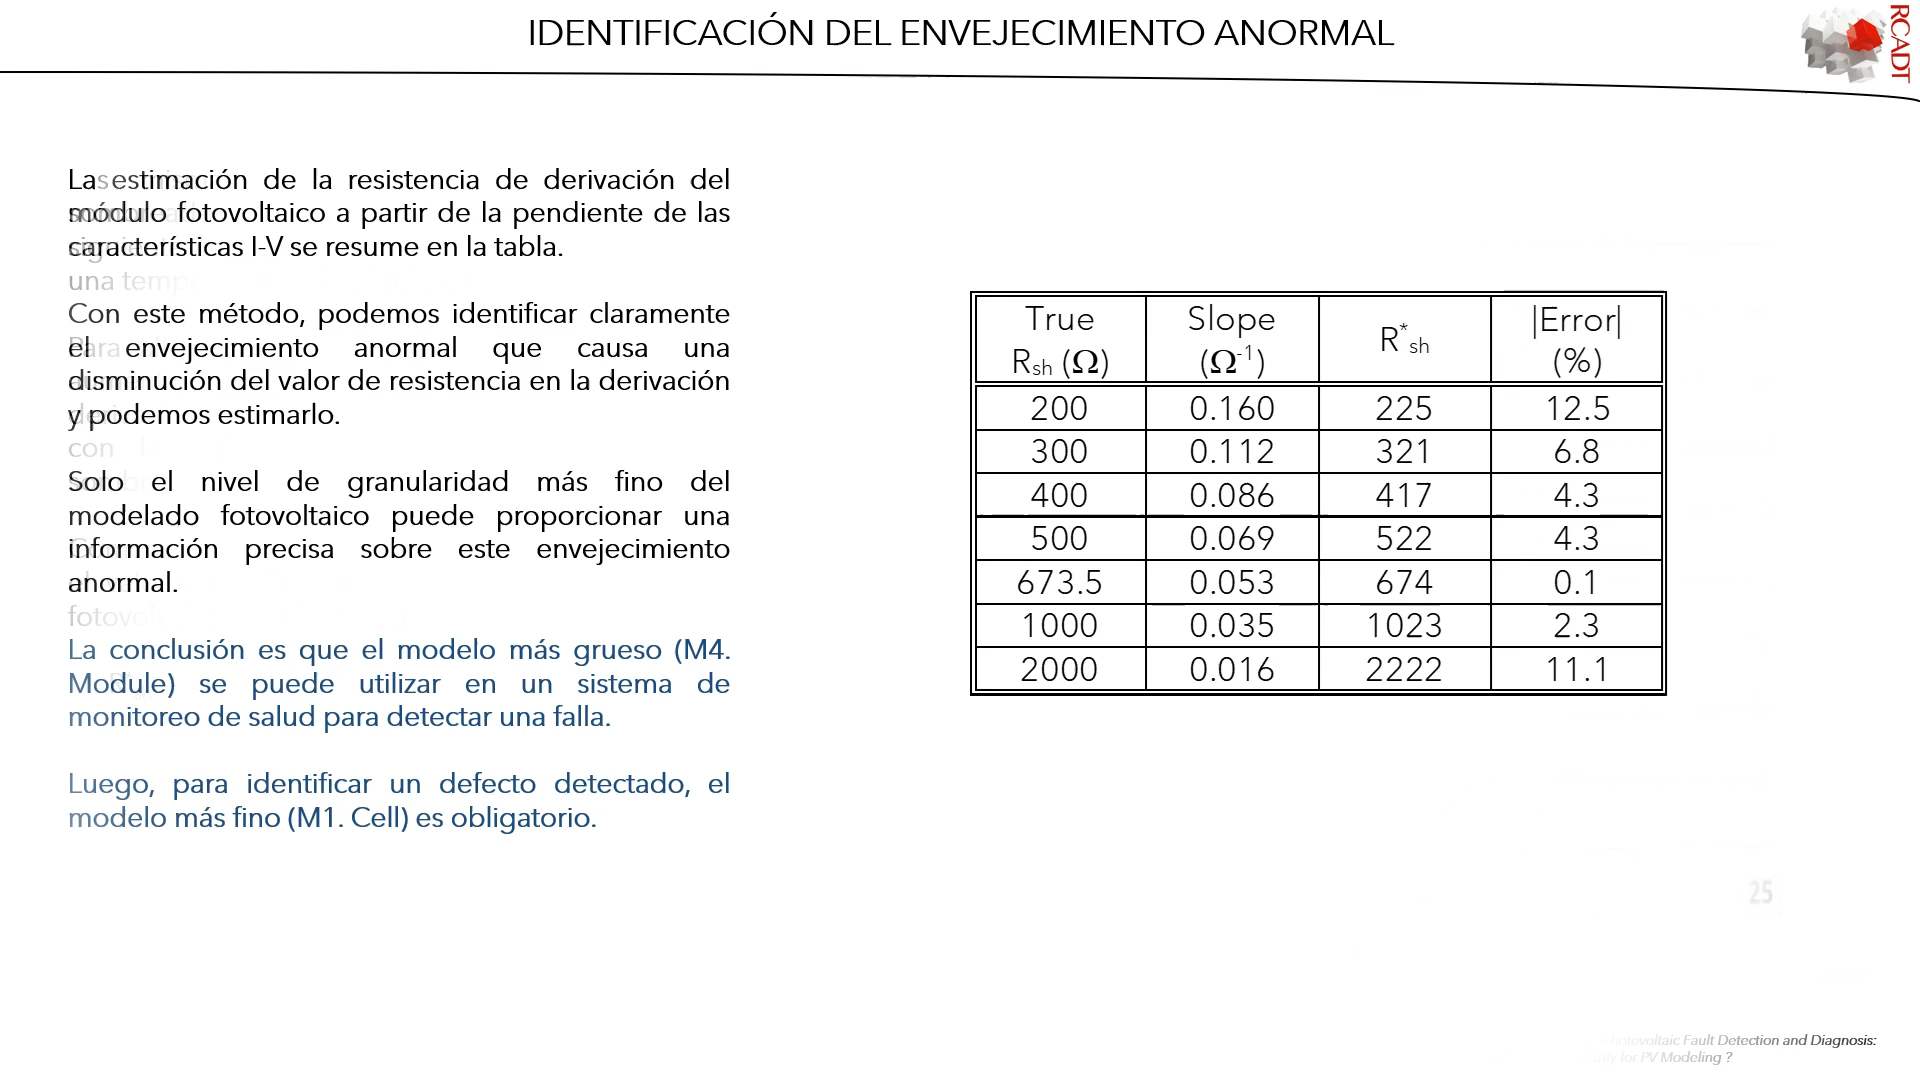 IDENTIFICACIÓN DEL ENVEJECIMIENTO ANORMAL
RCADT
La estimación de la resistencia de derivación del
módulo fotovoltaico a partir de la pendiente de las
características I-V se resume en la tabla.
una temp
Con este método, podemos identificar claramente
el envejecimiento anormal que causa una
disminución del valor de resistencia en la derivación
y podemos estimarlo.
con
Solo el nivel de granularidad más fino del
modelado fotovoltaico puede proporcionar una
información precisa sobre este envejecimiento
anormal.
fotovol
La conclusión es que el modelo más grueso (M4.
Module) se puede utilizar en un sistema de
monitoreo de salud para detectar una falla.
Luego, para identificar un defecto detectado, el
modelo más fino (M1. Cell) es obligatorio.
True Rsh (Ω) Slope (Ω-1) R*sh |Error| (%)
200 0.160 225 12.5
300 0.112 321 6.8
400 0.086 417 4.3
500 0.069 522 4.3
673.5 0.053 674 0.1
1000 0.035 1023 2.3
2000 0.016 2222 11.1
25
Photovoltaic Fault Detection and Diagnosis:
for PV Modeling ?